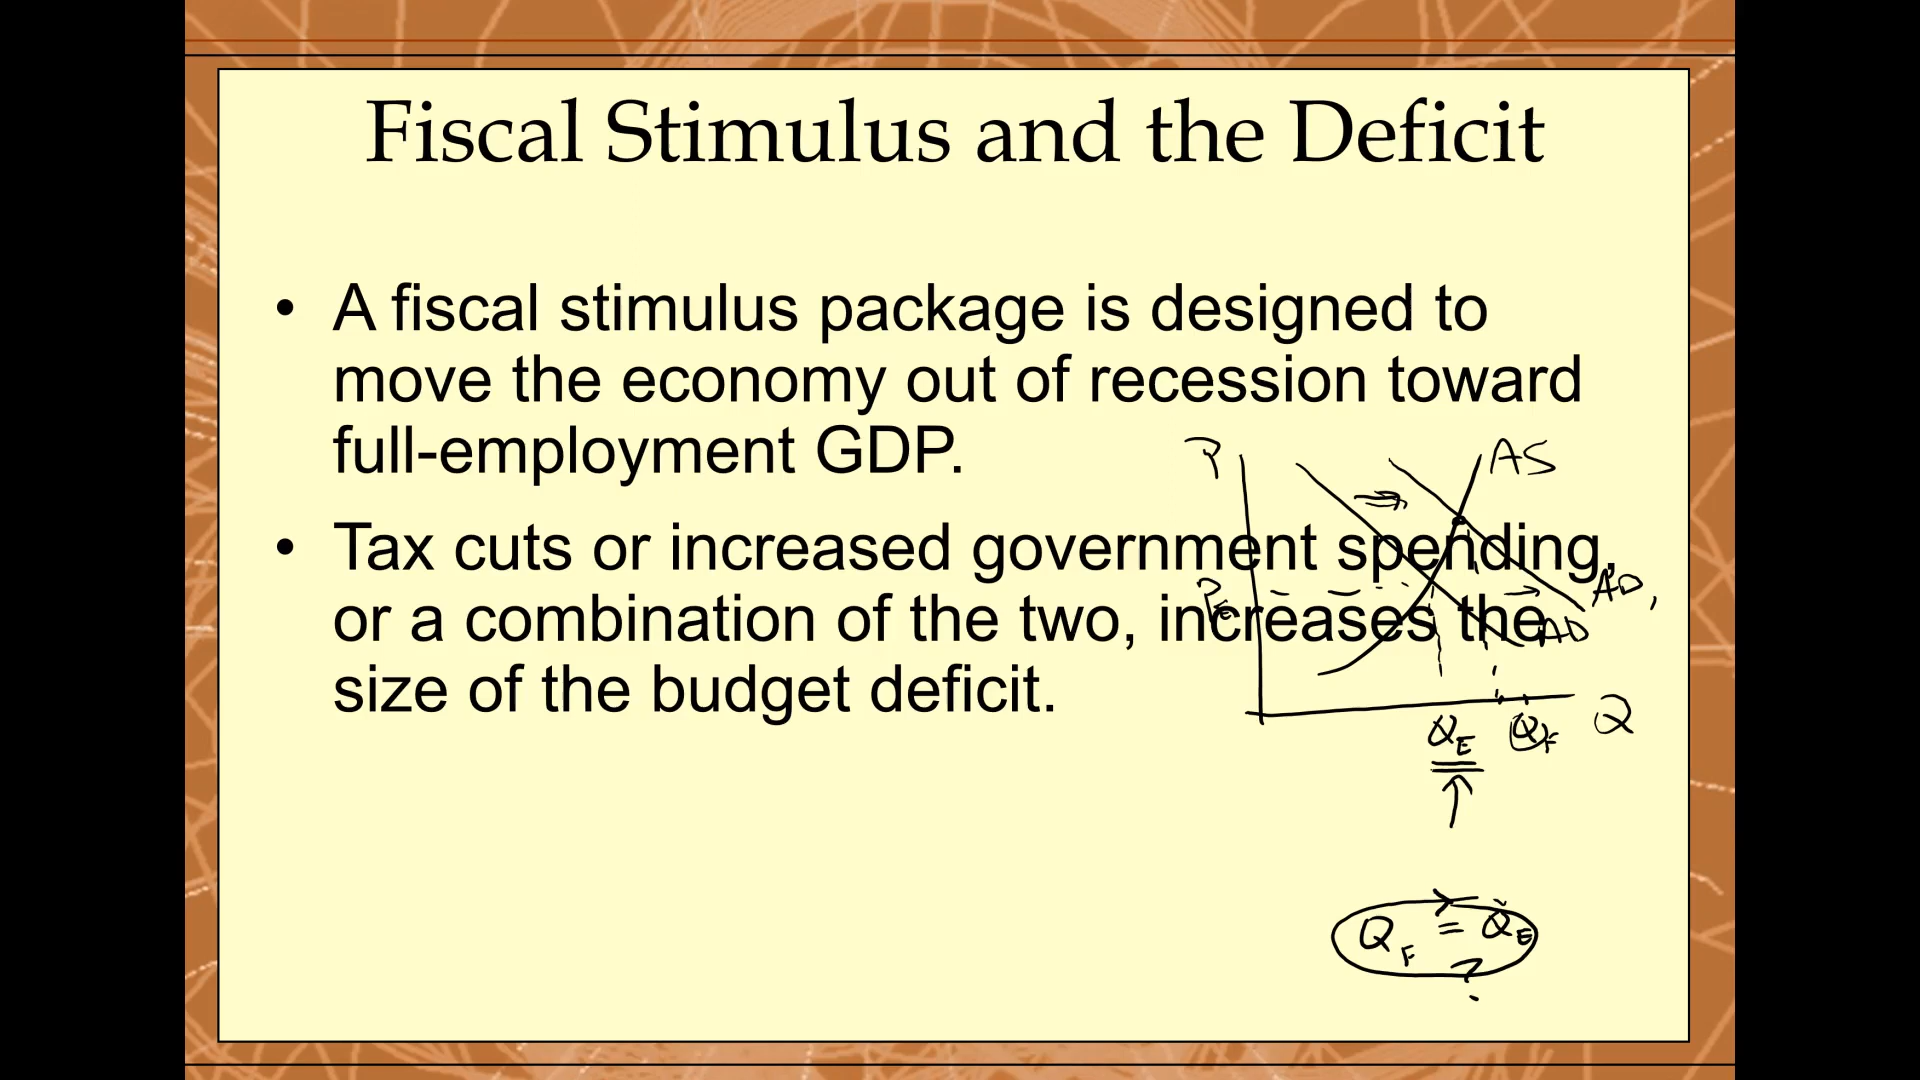 Fiscal Stimulus and the Deficit
• A fiscal stimulus package is designed to
move the economy out of recession toward
full-employment GDP.
• Tax cuts or increased government spending,
or a combination of the two, increases the
size of the budget deficit.
P
AS
P_E
AD₁
AD
Q_E
Q_F
Q
Q_F = Q_E
?